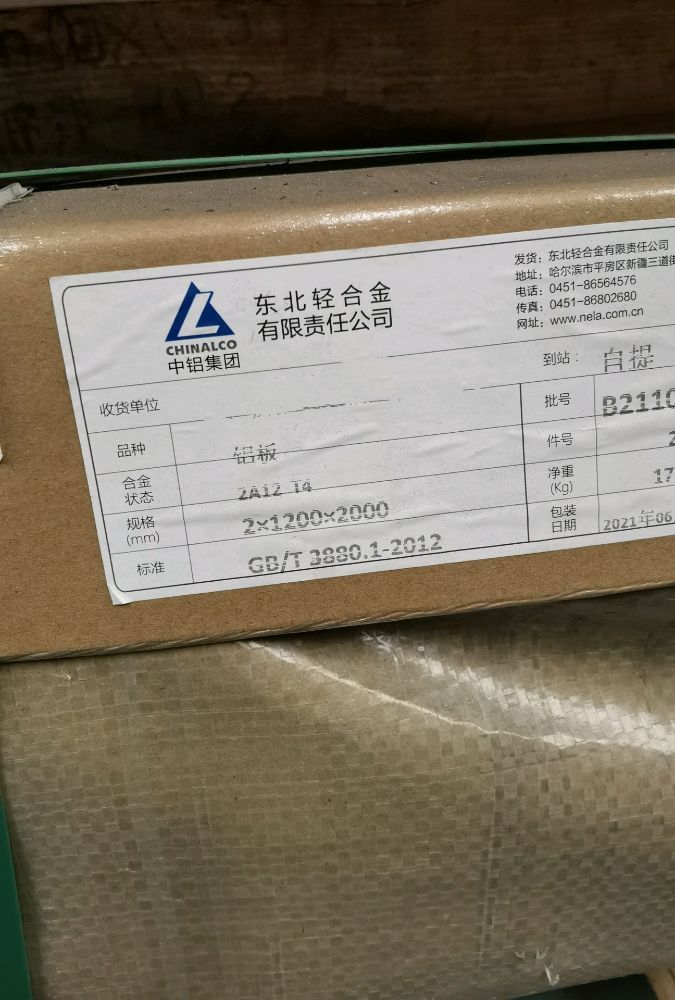 CHINALCO
中铝集团
东北轻合金
有限责任公司
发货：东北轻合金有限责任公司
地址：哈尔滨市平房区新疆三道街
电话：0451-86564576
传真：0451-86802680
网址：www.nela.com.cn
到站：自提
收货单位
批号 B2110
品种 铝板
件号 2
合金状态 2A12 T4
净重(Kg) 17
规格(mm) 2×1200×2000
包装日期 2021年06
标准 GB/T 3880.1-2012